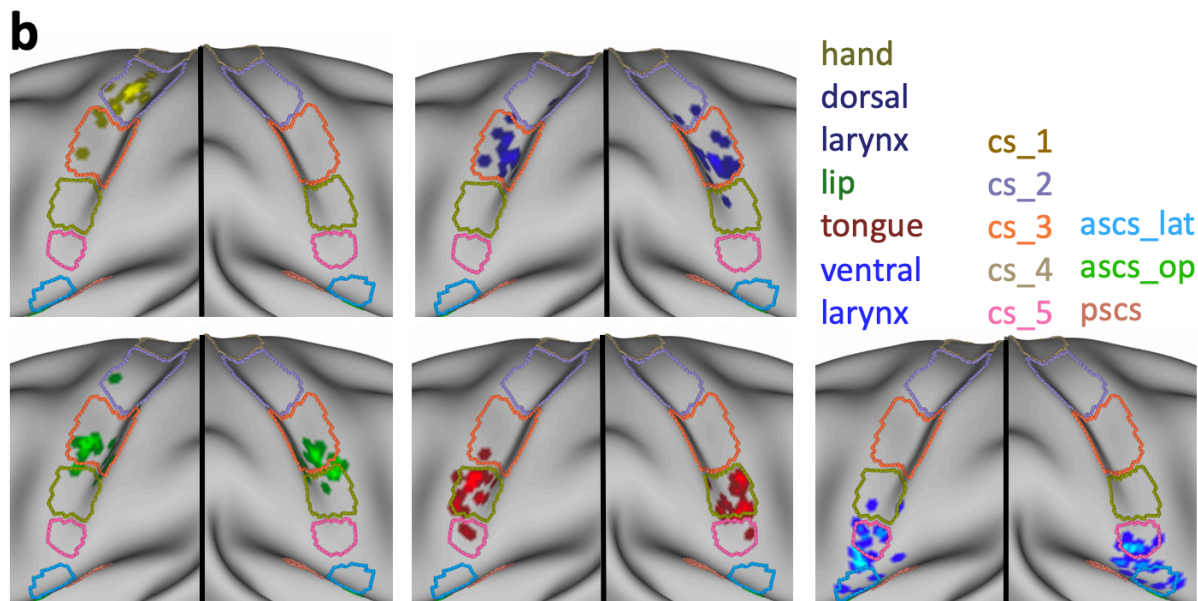 b
hand
dorsal
larynx cs_1
lip cs_2
tongue cs_3 ascs_lat
ventral cs_4 ascs_op
larynx cs_5 pscs